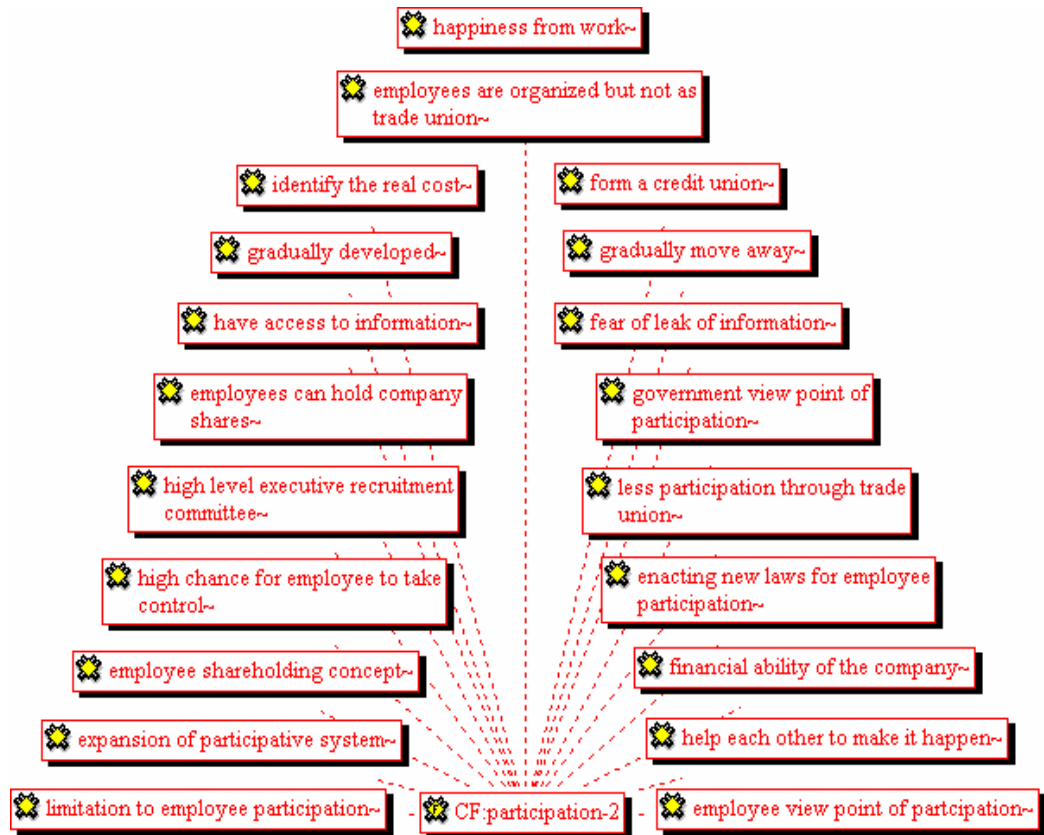 happiness from work~
employees are organized but not as
trade union~
identify the real cost~
form a credit union~
gradually developed~
gradually move away~
have access to information~
fear of leak of information~
employees can hold company
shares~
government view point of
participation~
high level executive recruitment
committee~
less participation through trade
union~
high chance for employee to take
control~
enacting new laws for employee
participation~
employee shareholding concept~
financial ability of the company~
expansion of participative system~
help each other to make it happen~
limitation to employee participation~
CF:participation-2
employee view point of partcipation~